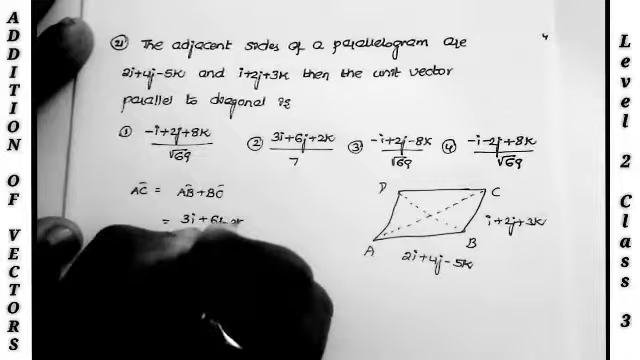 ADDITION OF VECTORS
21 The adjacent sides of a parallelogram are
2i+4j-5k and i+2j+3k then the unit vector
parallel to diagonal is
① -i+2j+8k/√69 ② 3i+6j+2k/7 ③ -i+2j-8k/√69 ④ -i-2j+8k/√69
AC = AB+BC
= 3i+6j-2k
D C
i+2j+3k
A B
2i+4j-5k
Level 2 Class 3